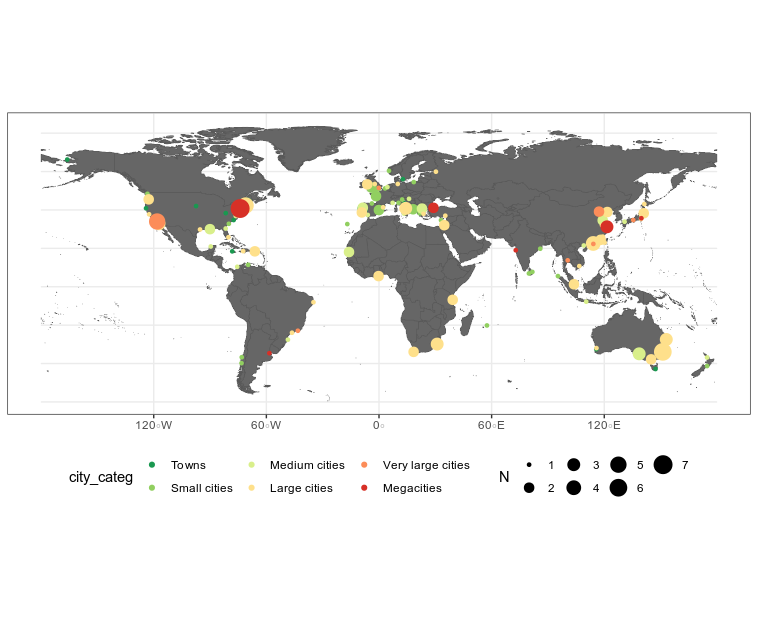 120°W 60°W 0° 60°E 120°E
city_categ Towns Medium cities Very large cities N 1 3 5 7
Small cities Large cities Megacities 2 4 6